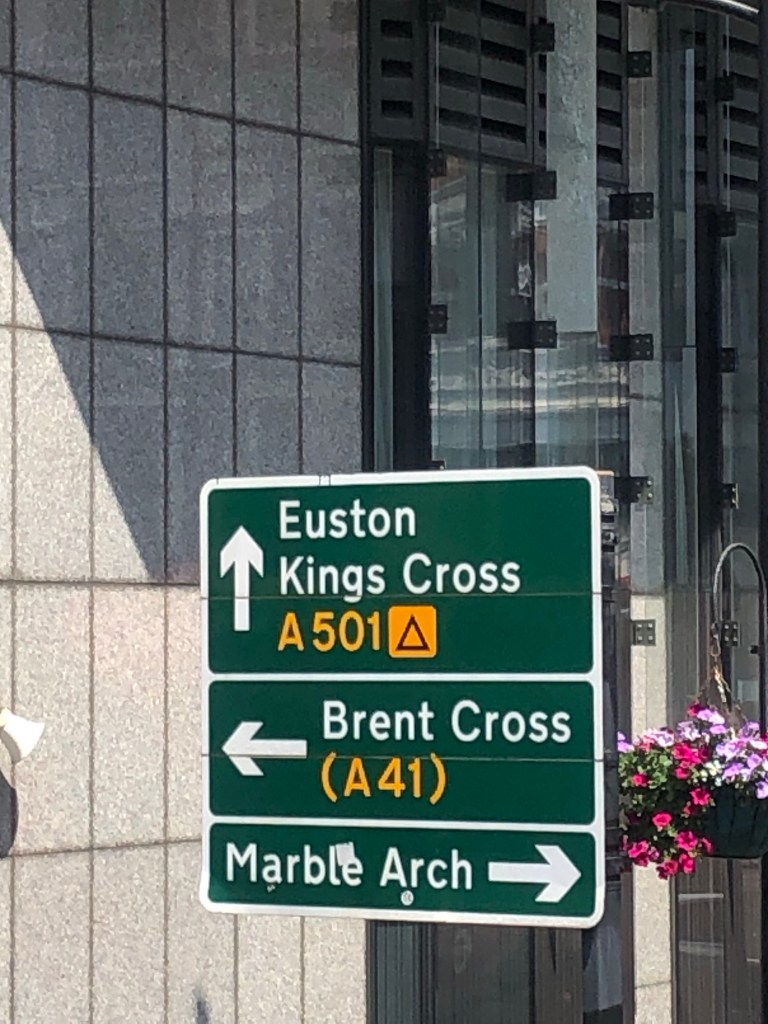 Euston
Kings Cross
A501
Brent Cross
(A41)
Marble Arch